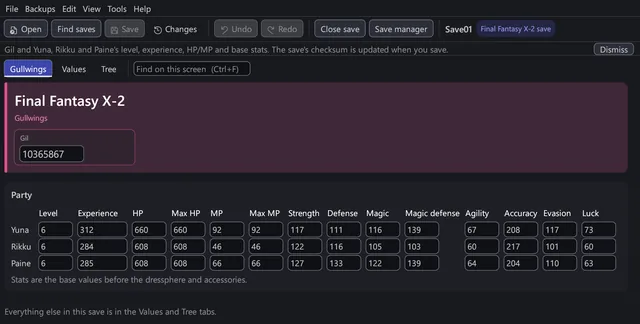 File Backups Edit View Tools Help
Open Find saves Save Changes Undo Redo Close save Save manager Save01 Final Fantasy X-2 save
Gil and Yuna, Rikku and Paine's level, experience, HP/MP and base stats. The save's checksum is updated when you save. Dismiss
Gullwings Values Tree Find on this screen (Ctrl+F)
Final Fantasy X-2
Gullwings
Gil
10365867
Party
Level Experience HP Max HP MP Max MP Strength Defense Magic Magic defense Agility Accuracy Evasion Luck
Yuna 6 312 660 660 92 92 117 111 116 139 67 208 117 73
Rikku 6 284 608 608 46 46 122 116 105 103 60 217 101 60
Paine 6 285 608 608 66 66 127 133 122 139 64 204 110 63
Stats are the base values before the dressphere and accessories.
Everything else in this save is in the Values and Tree tabs.